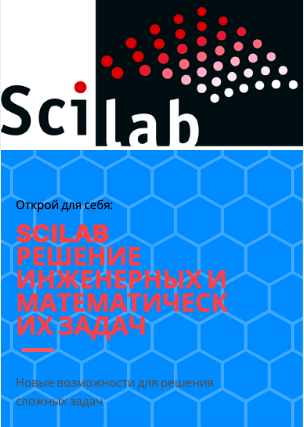 Scilab
Открой для себя:
SCILAB
РЕШЕНИЕ
ИНЖЕНЕРНЫХ И
МАТЕМАТИЧЕСК
ИХ ЗАДАЧ
Новые возможности для решения
сложных задач